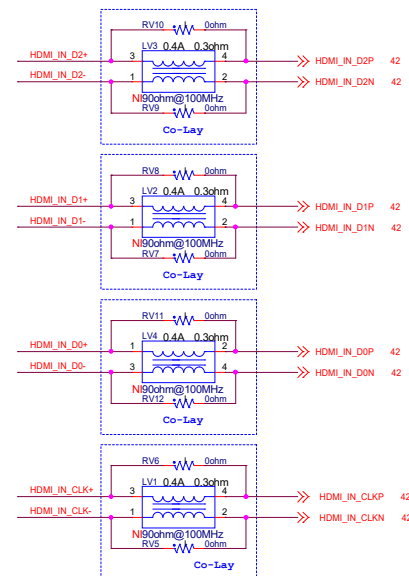 RV10 0ohm
LV3 0.4A 0.3ohm
HDMI_IN_D2+ 3 4 HDMI_IN_D2P 42
HDMI_IN_D2- 1 2 HDMI_IN_D2N 42
NI90ohm@100MHz
RV9 0ohm
Co-Lay
RV8 0ohm
LV2 0.4A 0.3ohm
HDMI_IN_D1+ 3 4 HDMI_IN_D1P 42
HDMI_IN_D1- 1 2 HDMI_IN_D1N 42
NI90ohm@100MHz
RV7 0ohm
Co-Lay
RV11 0ohm
LV4 0.4A 0.3ohm
HDMI_IN_D0+ 1 2 HDMI_IN_D0P 42
HDMI_IN_D0- 3 4 HDMI_IN_D0N 42
NI90ohm@100MHz
RV12 0ohm
Co-Lay
RV6 0ohm
LV1 0.4A 0.3ohm
HDMI_IN_CLK+ 3 4 HDMI_IN_CLKP 42
HDMI_IN_CLK- 1 2 HDMI_IN_CLKN 42
NI90ohm@100MHz
RV5 0ohm
Co-Lay